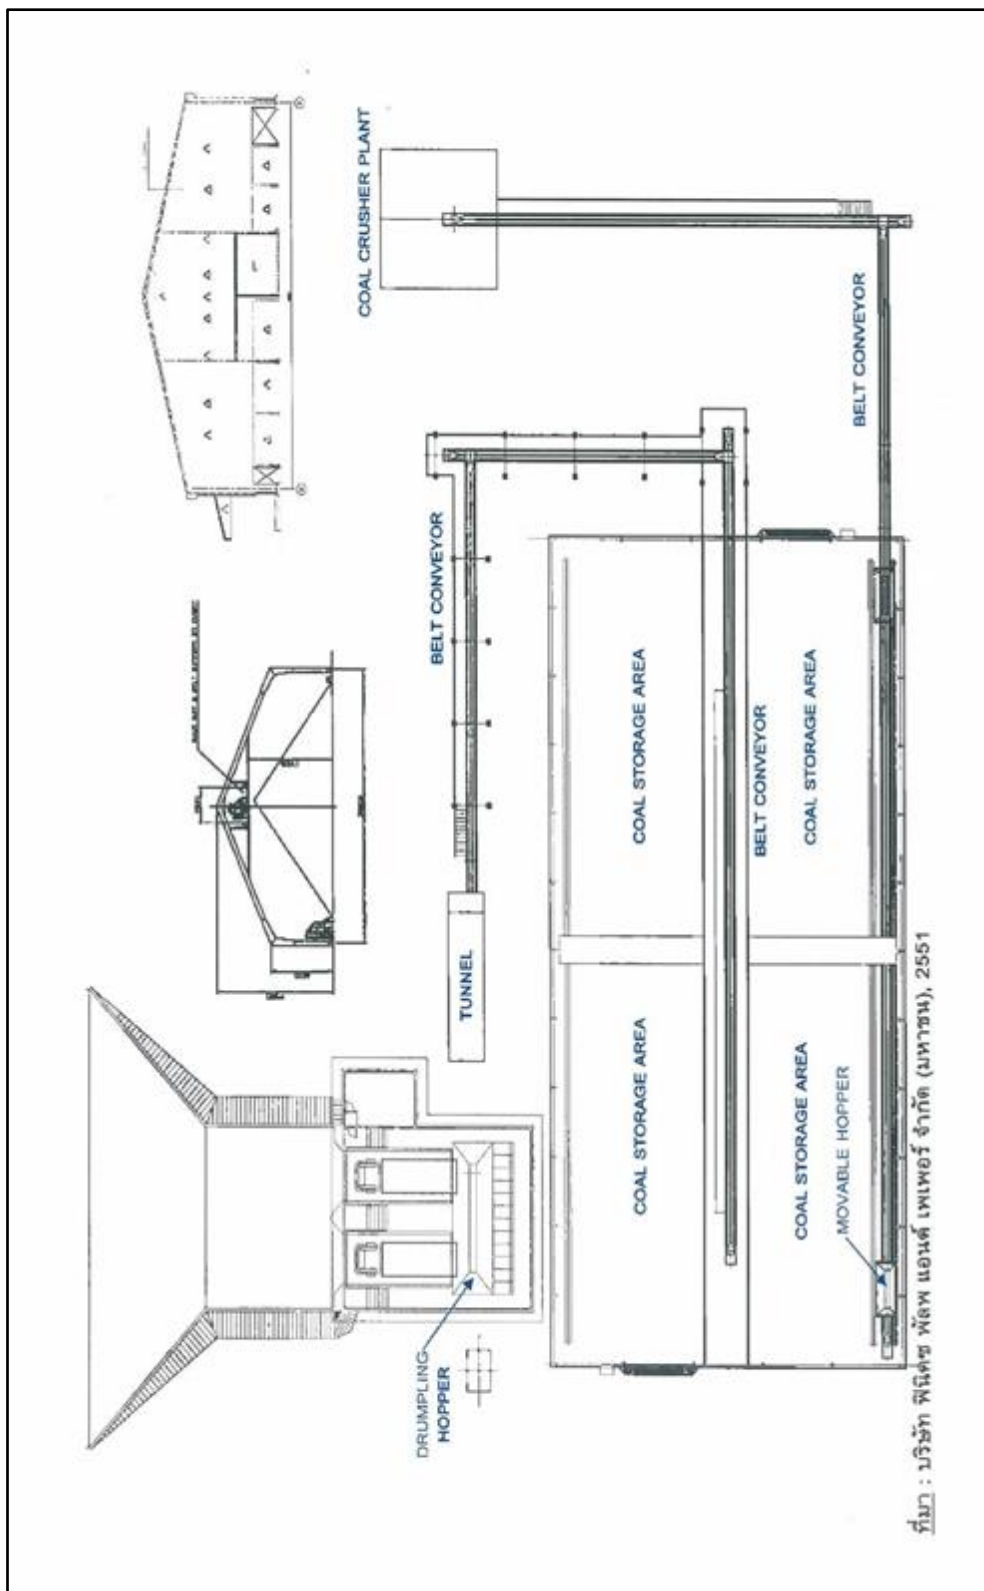 COAL CRUSHER PLANT
BELT CONVEYOR
BELT CONVEYOR
TUNNEL
DRUMPLING
HOPPER
COAL STORAGE AREA
COAL STORAGE AREA
BELT CONVEYOR
COAL STORAGE AREA
COAL STORAGE AREA
MOVABLE HOPPER
ที่มา : บริษัท ฟินิคซ พัลพ แอนด์ เพเพอร์ จำกัด (มหาชน), 2551